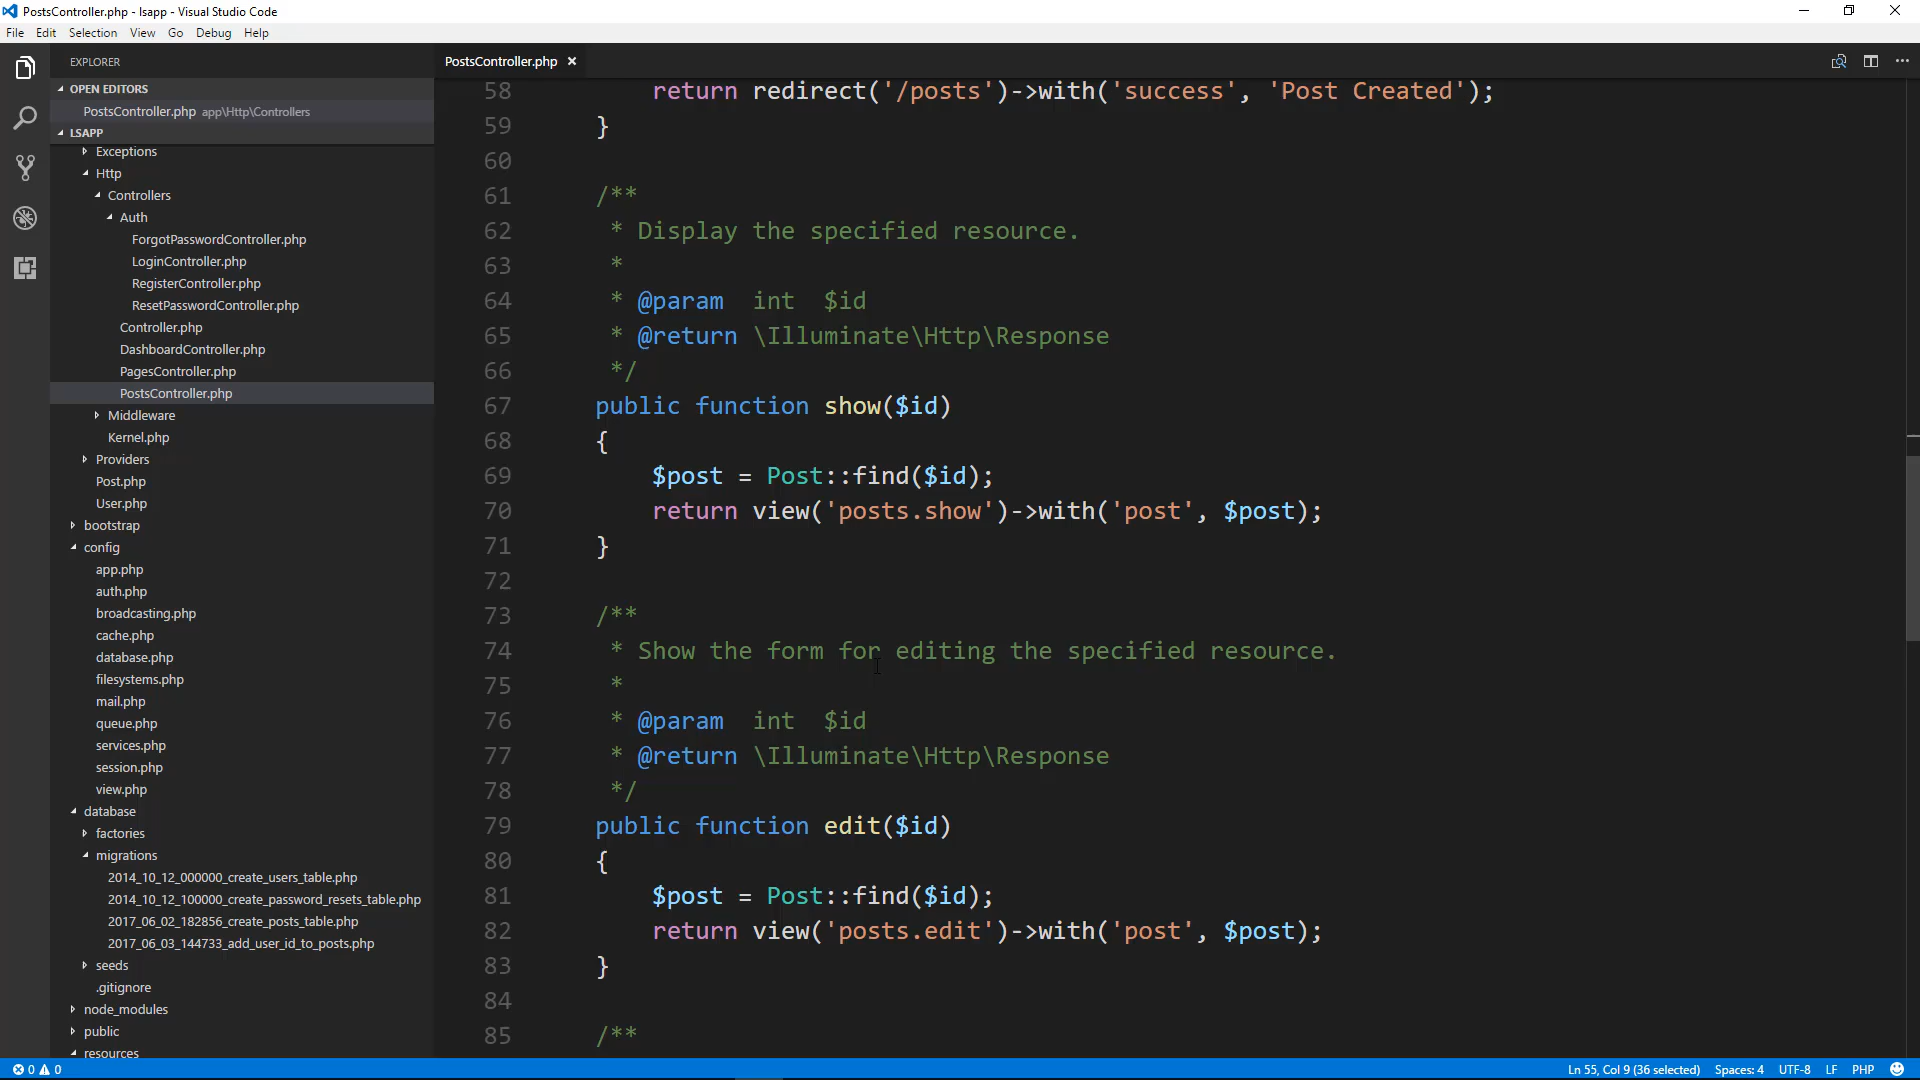 PostsController.php - lsapp - Visual Studio Code
File Edit Selection View Go Debug Help
EXPLORER
OPEN EDITORS
PostsController.php app\Http\Controllers
LSAPP
Exceptions
Http
Controllers
Auth
ForgotPasswordController.php
LoginController.php
RegisterController.php
ResetPasswordController.php
Controller.php
DashboardController.php
PagesController.php
PostsController.php
Middleware
Kernel.php
Providers
Post.php
User.php
bootstrap
config
app.php
auth.php
broadcasting.php
cache.php
database.php
filesystems.php
mail.php
queue.php
services.php
session.php
view.php
database
factories
migrations
2014_10_12_000000_create_users_table.php
2014_10_12_100000_create_password_resets_table.php
2017_06_02_182856_create_posts_table.php
2017_06_03_144733_add_user_id_to_posts.php
seeds
.gitignore
node_modules
public
resources
PostsController.php
58 return redirect('/posts')->with('success', 'Post Created');
59 }
60
61 /**
62 * Display the specified resource.
63 *
64 * @param  int  $id
65 * @return \Illuminate\Http\Response
66 */
67 public function show($id)
68 {
69 $post = Post::find($id);
70 return view('posts.show')->with('post', $post);
71 }
72
73 /**
74 * Show the form for editing the specified resource.
75 *
76 * @param  int  $id
77 * @return \Illuminate\Http\Response
78 */
79 public function edit($id)
80 {
81 $post = Post::find($id);
82 return view('posts.edit')->with('post', $post);
83 }
84
85 /**
0 0 Ln 55, Col 9 (36 selected) Spaces: 4 UTF-8 LF PHP